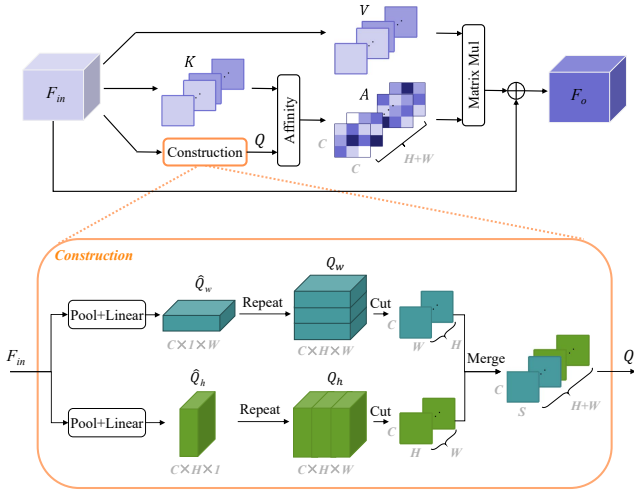 V
K
F_in
A
Affinity
Matrix Mul
F_o
Construction
Q
C
C
H+W
Construction
Q̂_w
Q_w
Pool+Linear
Repeat
Cut
C
W
H
C×1×W
C×H×W
F_in
Merge
Q
C
S
H+W
Q̂_h
Q_h
Pool+Linear
Repeat
Cut
C
H
W
C×H×1
C×H×W